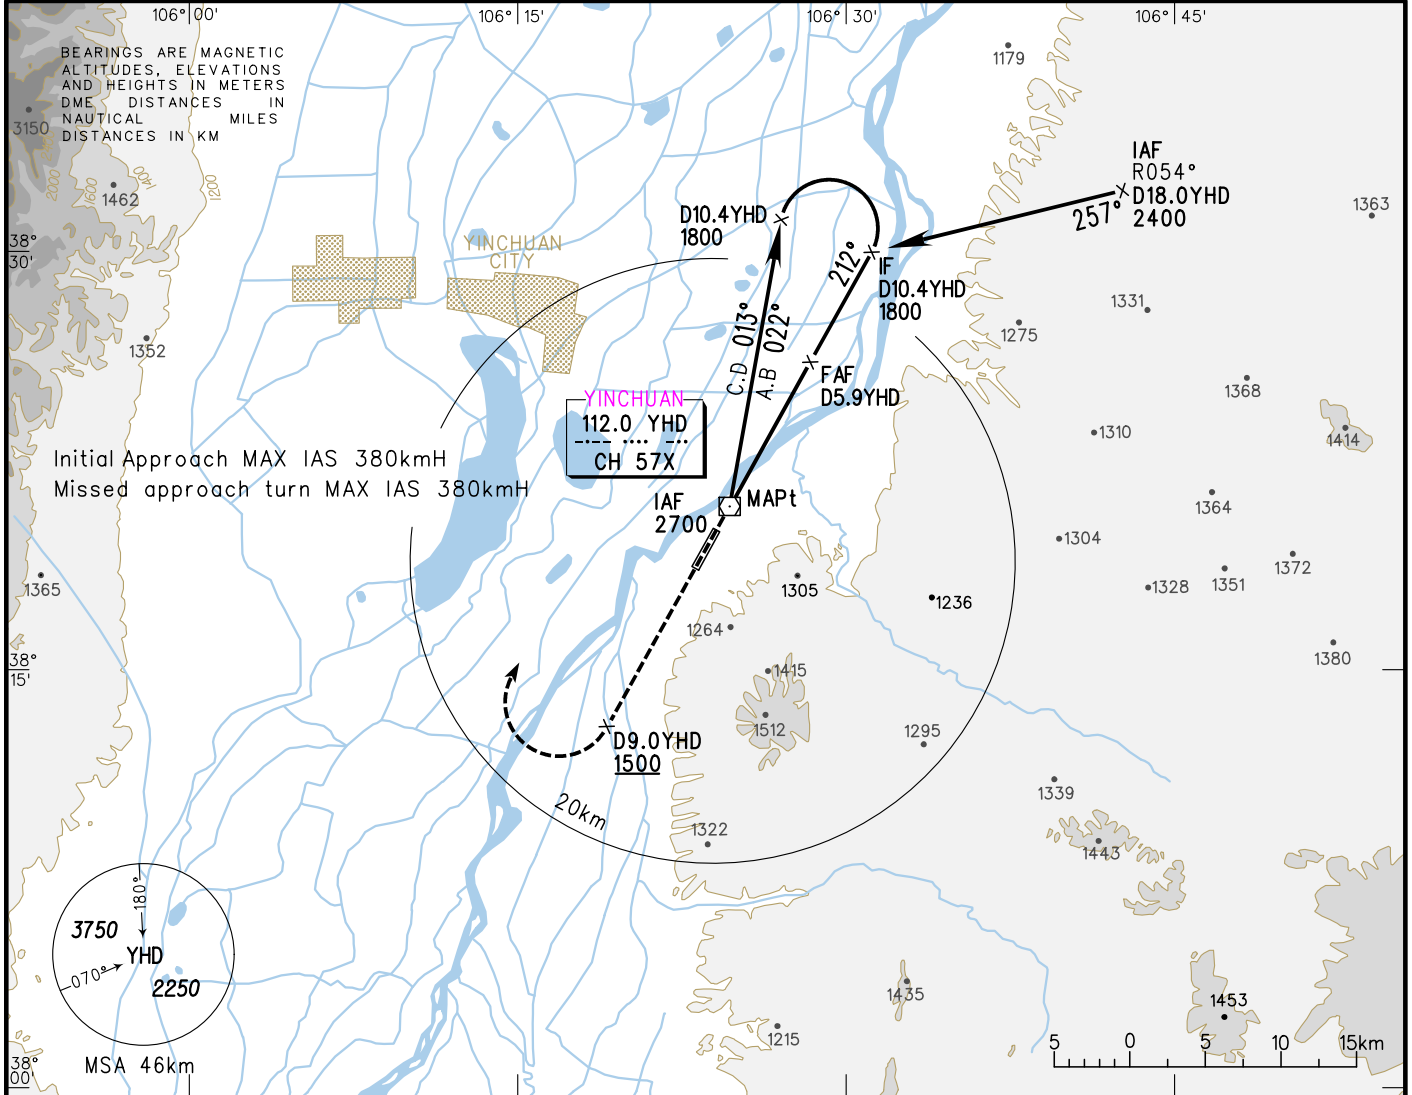 106° 00'
106° 15'
106° 30'
106° 45'
BEARINGS ARE MAGNETIC
ALTITUDES, ELEVATIONS
AND HEIGHTS IN METERS
DME DISTANCES IN
NAUTICAL MILES
DISTANCES IN KM
1179
3150
2000
1600
1400
1200
1462
IAF
R054°
D18.0YHD
2400
257°
1363
D10.4YHD
1800
38°
30'
YINCHUAN
CITY
212°
IF
D10.4YHD
1800
1331
1275
1352
C.D 013°
A.B 022°
FAF
D5.9YHD
1368
YINCHUAN
112.0 YHD
CH 57X
1310
1414
Initial Approach MAX IAS 380kmH
Missed approach turn MAX IAS 380kmH
IAF
2700
MAPt
1364
1304
1372
1365
1305
1328
1351
1236
1264
1380
38°
15'
1415
1512
1295
D9.0YHD
1500
1339
20km
1322
1443
180°
3750
YHD
070°
2250
1435
1453
1215
5 0 5 10 15km
MSA 46km
38°
00'